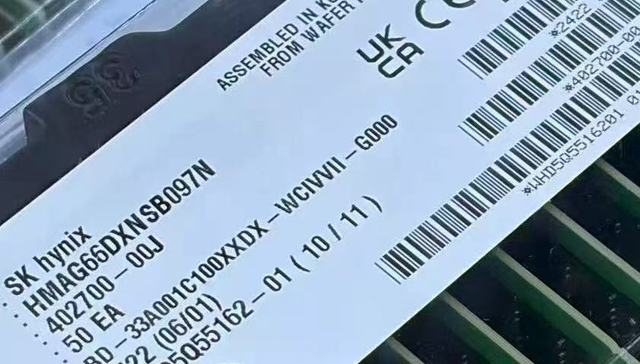 ASSEMBLED IN K
FROM WAFER
UK
CA
CE
*2422
*402700-00
*WHD5Q5516201 01
: SK hynix
: HMAG66DXNSB097N
: 402700-00J
: 50 EA
BD-33A001C100XXDX-WCIVVII-G000
22 (06/01)
5Q55162-01 (10/11)